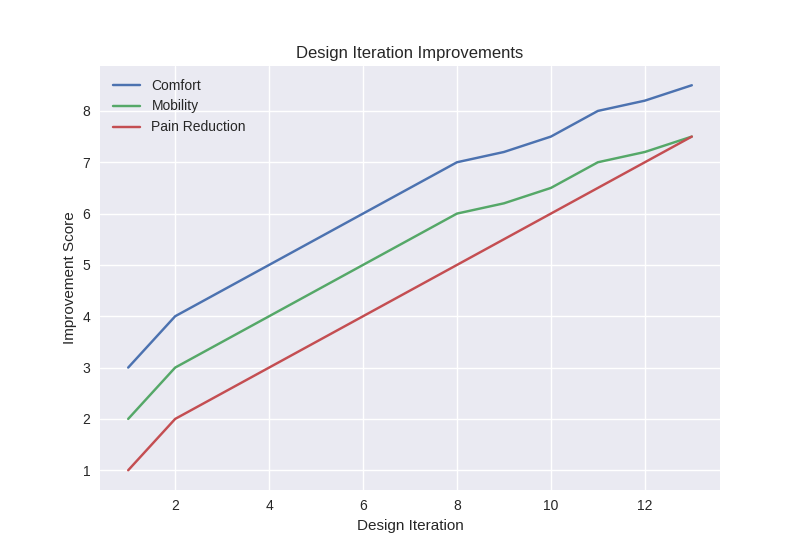 Design Iteration Improvements
Comfort
Mobility
Pain Reduction
Improvement Score
8
7
6
5
4
3
2
1
2 4 6 8 10 12
Design Iteration